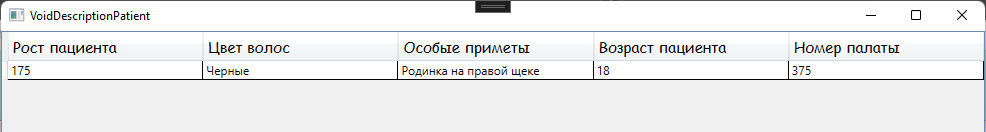 VoidDescriptionPatient
Рост пациента Цвет волос Особые приметы Возраст пациента Номер палаты
175 Черные Родинка на правой щеке 18 375